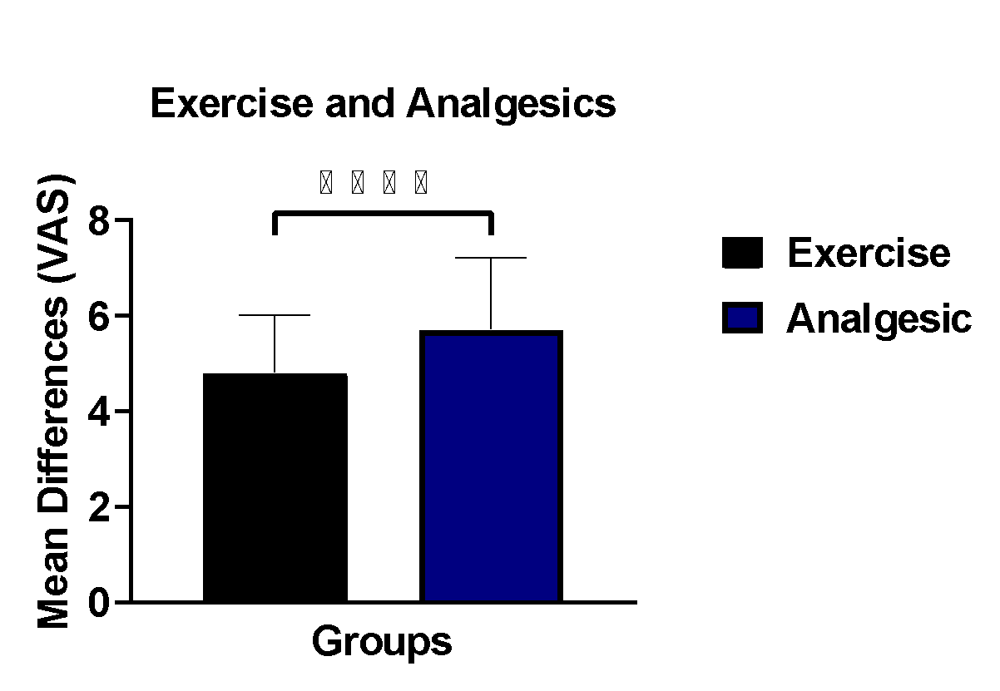 Exercise and Analgesics
Mean Differences (VAS)
8
6
4
2
0
Groups
Exercise
Analgesic